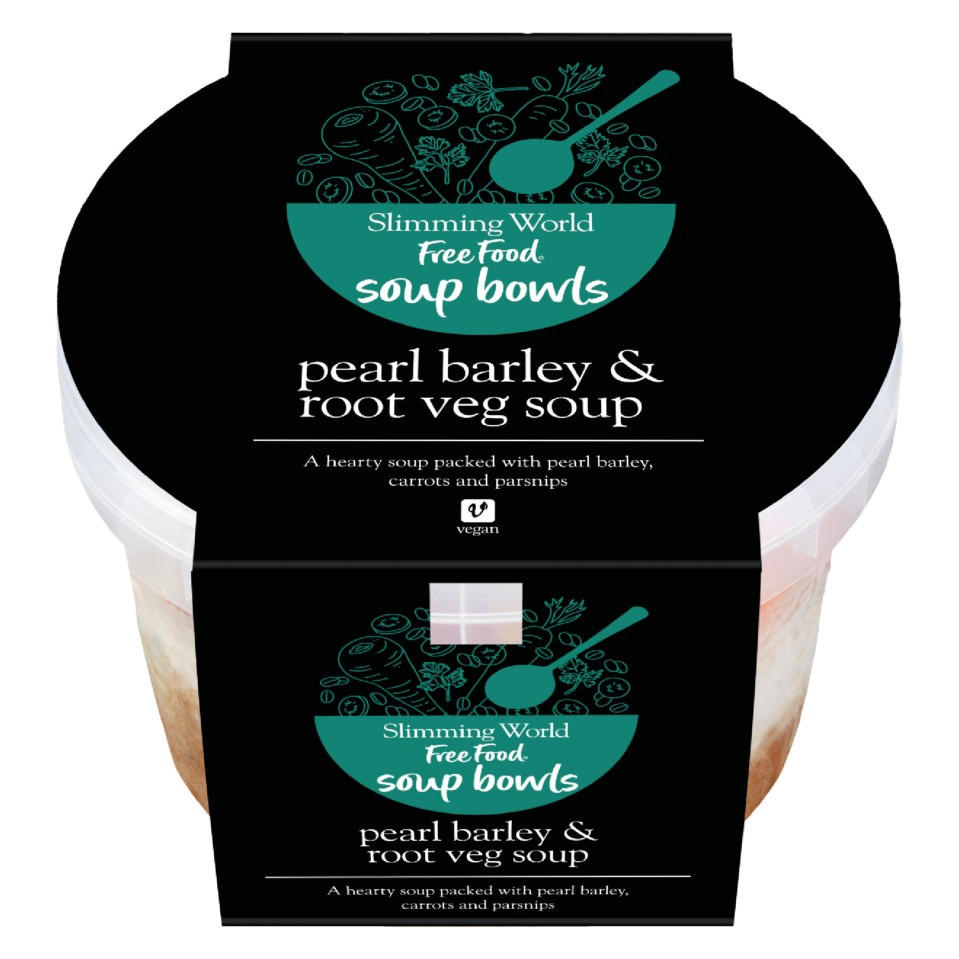 Slimming World
Free Food®
soup bowls
pearl barley &
root veg soup
A hearty soup packed with pearl barley,
carrots and parsnips
V
vegan
Slimming World
Free Food®
soup bowls
pearl barley &
root veg soup
A hearty soup packed with pearl barley,
carrots and parsnips